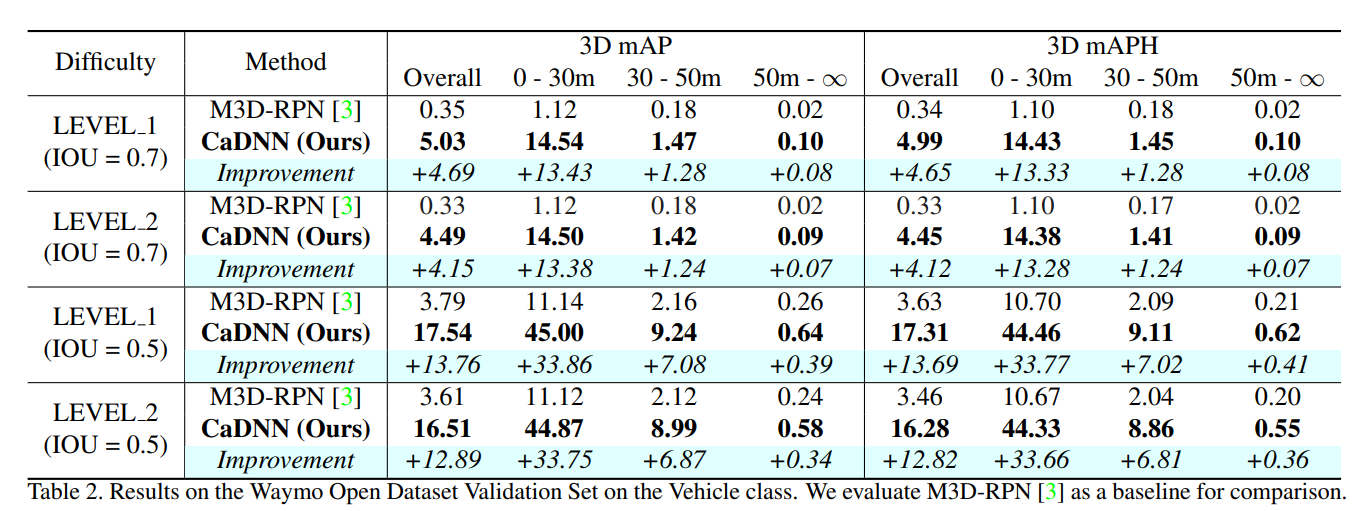 Difficulty Method 3D mAP 3D mAPH
Overall 0 - 30m 30 - 50m 50m - ∞ Overall 0 - 30m 30 - 50m 50m - ∞
LEVEL_1 (IOU = 0.7) M3D-RPN [3] 0.35 1.12 0.18 0.02 0.34 1.10 0.18 0.02
CaDNN (Ours) 5.03 14.54 1.47 0.10 4.99 14.43 1.45 0.10
Improvement +4.69 +13.43 +1.28 +0.08 +4.65 +13.33 +1.28 +0.08
LEVEL_2 (IOU = 0.7) M3D-RPN [3] 0.33 1.12 0.18 0.02 0.33 1.10 0.17 0.02
CaDNN (Ours) 4.49 14.50 1.42 0.09 4.45 14.38 1.41 0.09
Improvement +4.15 +13.38 +1.24 +0.07 +4.12 +13.28 +1.24 +0.07
LEVEL_1 (IOU = 0.5) M3D-RPN [3] 3.79 11.14 2.16 0.26 3.63 10.70 2.09 0.21
CaDNN (Ours) 17.54 45.00 9.24 0.64 17.31 44.46 9.11 0.62
Improvement +13.76 +33.86 +7.08 +0.39 +13.69 +33.77 +7.02 +0.41
LEVEL_2 (IOU = 0.5) M3D-RPN [3] 3.61 11.12 2.12 0.24 3.46 10.67 2.04 0.20
CaDNN (Ours) 16.51 44.87 8.99 0.58 16.28 44.33 8.86 0.55
Improvement +12.89 +33.75 +6.87 +0.34 +12.82 +33.66 +6.81 +0.36
Table 2. Results on the Waymo Open Dataset Validation Set on the Vehicle class. We evaluate M3D-RPN [3] as a baseline for comparison.